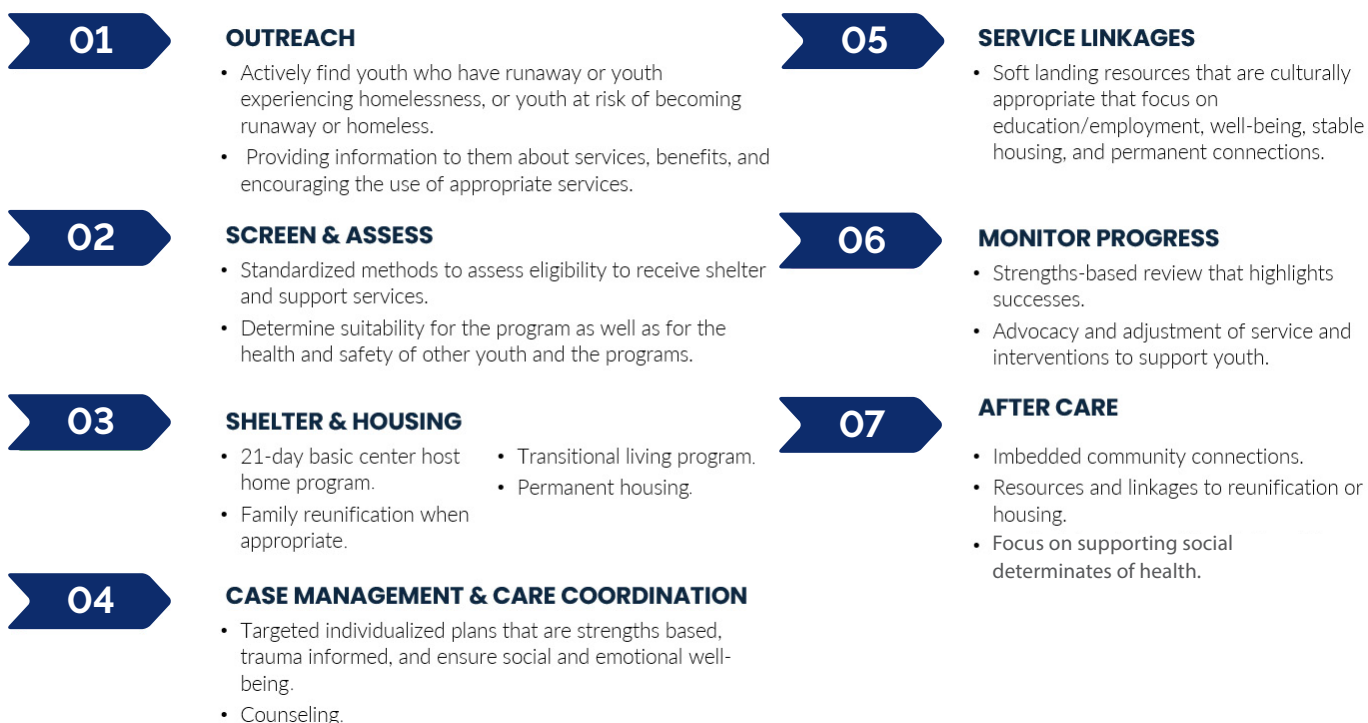 01
OUTREACH
• Actively find youth who have runaway or youth
experiencing homelessness, or youth at risk of becoming
runaway or homeless.
• Providing information to them about services, benefits, and
encouraging the use of appropriate services.
02
SCREEN & ASSESS
• Standardized methods to assess eligibility to receive shelter
and support services.
• Determine suitability for the program as well as for the
health and safety of other youth and the programs.
03
SHELTER & HOUSING
• 21-day basic center host
home program.
• Family reunification when
appropriate.
• Transitional living program.
• Permanent housing.
04
CASE MANAGEMENT & CARE COORDINATION
• Targeted individualized plans that are strengths based,
trauma informed, and ensure social and emotional well-
being.
• Counseling.
05
SERVICE LINKAGES
• Soft landing resources that are culturally
appropriate that focus on
education/employment, well-being, stable
housing, and permanent connections.
06
MONITOR PROGRESS
• Strengths-based review that highlights
successes.
• Advocacy and adjustment of service and
interventions to support youth.
07
AFTER CARE
• Imbedded community connections.
• Resources and linkages to reunification or
housing.
• Focus on supporting social
determinates of health.